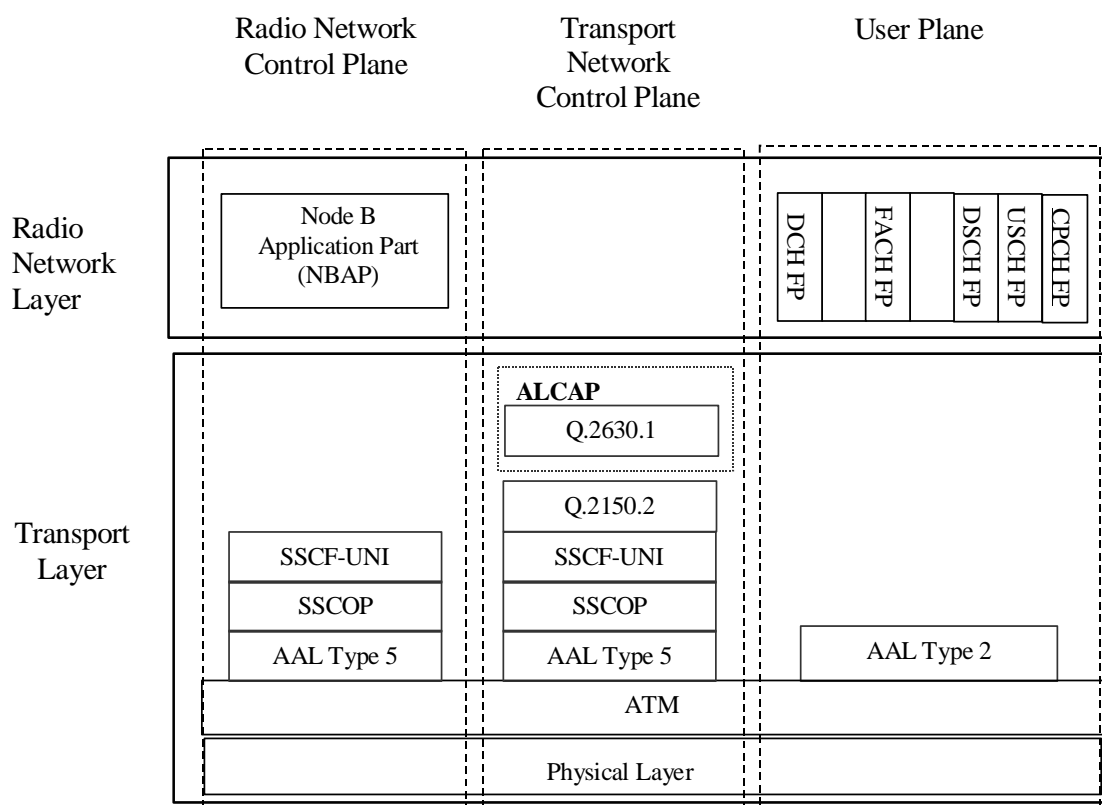 Radio Network
Control Plane
Transport
Network
Control Plane
User Plane
Radio
Network
Layer
Node B
Application Part
(NBAP)
DCH FP
FACH FP
DSCH FP
USCH FP
CPCH FP
Transport
Layer
ALCAP
Q.2630.1
Q.2150.2
SSCF-UNI
SSCF-UNI
SSCOP
SSCOP
AAL Type 5
AAL Type 5
AAL Type 2
ATM
Physical Layer